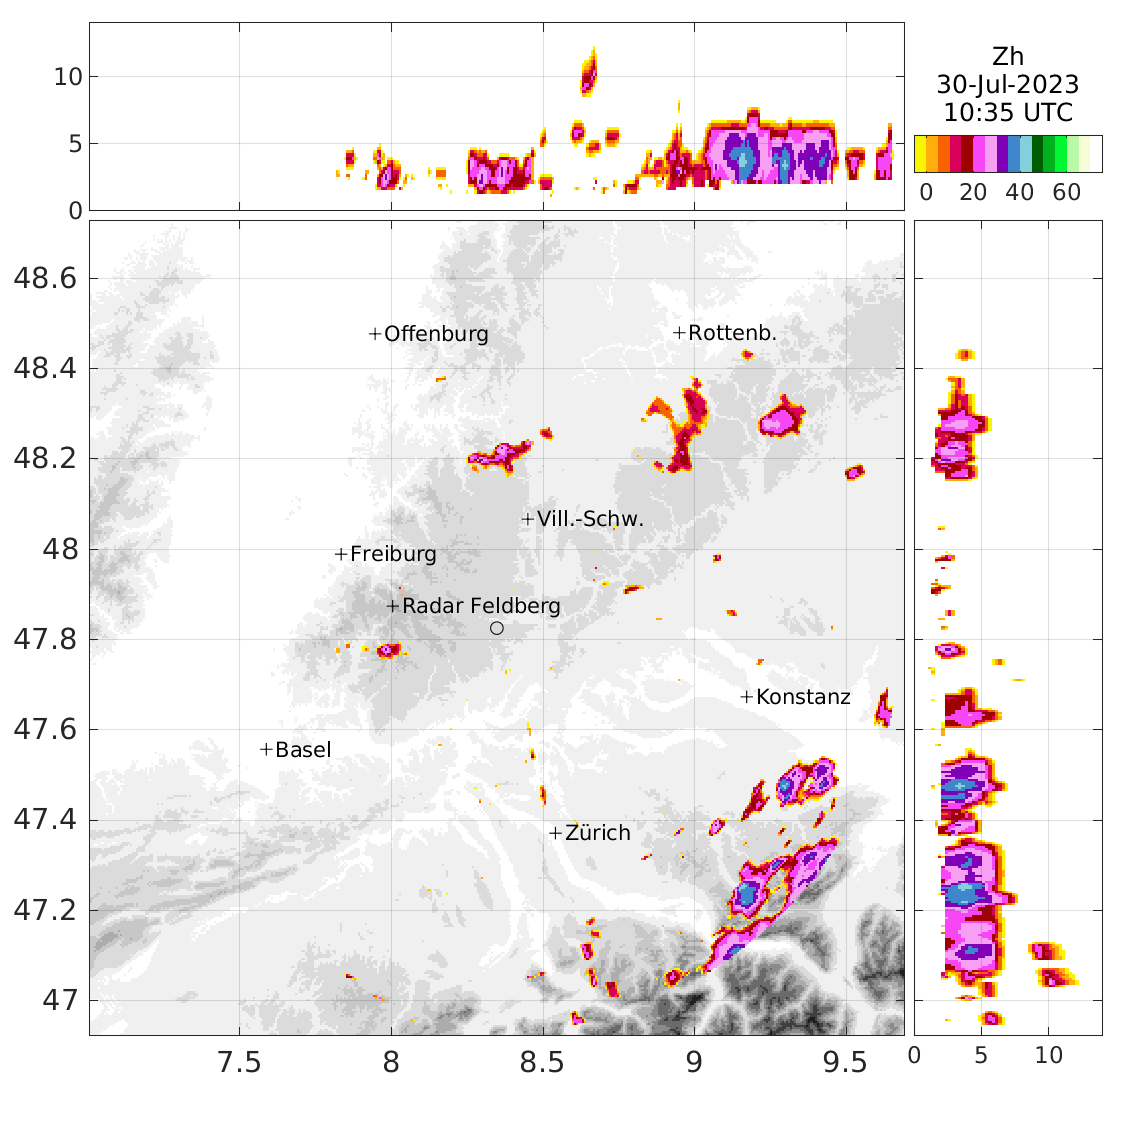 Zh
30-Jul-2023
10:35 UTC
0 20 40 60
10
5
0
48.6
48.4
48.2
48
47.8
47.6
47.4
47.2
47
+Offenburg
+Rottenb.
+Vill.-Schw.
+Freiburg
+Radar Feldberg
+Konstanz
+Basel
+Zürich
7.5 8 8.5 9 9.5
0 5 10